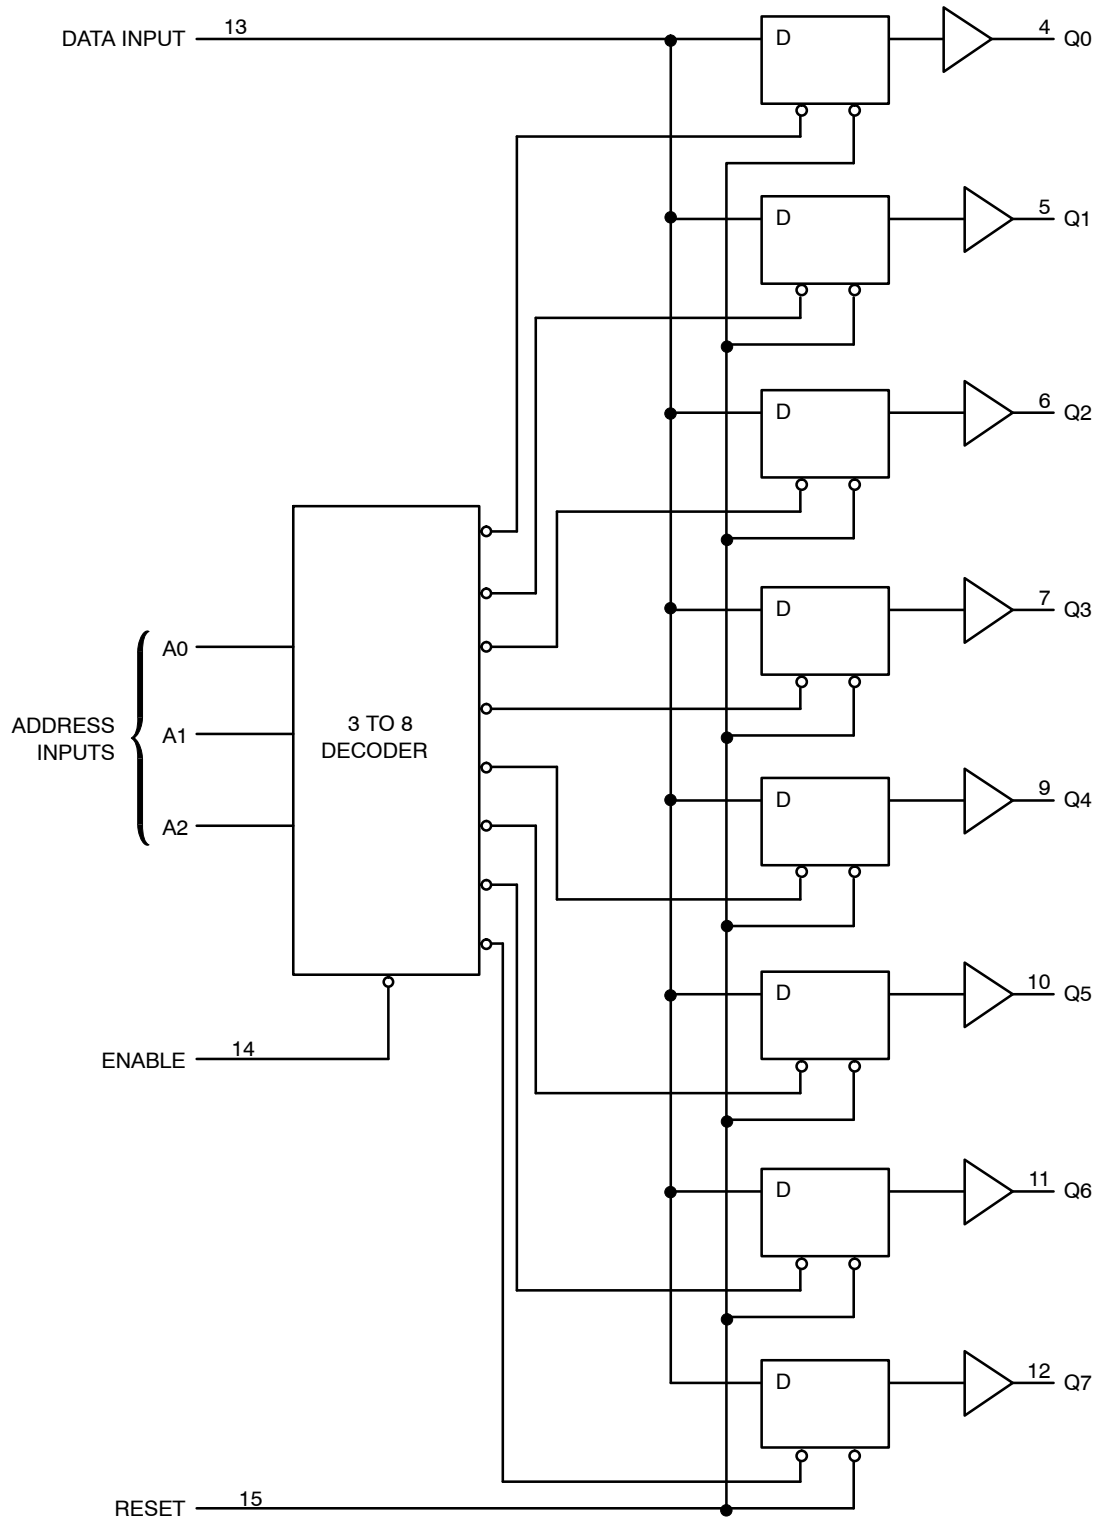 DATA INPUT
13
D
4
Q0
D
5
Q1
D
6
Q2
D
7
Q3
A0
ADDRESS
INPUTS
A1
A2
3 TO 8
DECODER
D
9
Q4
D
10
Q5
ENABLE
14
D
11
Q6
D
12
Q7
RESET
15